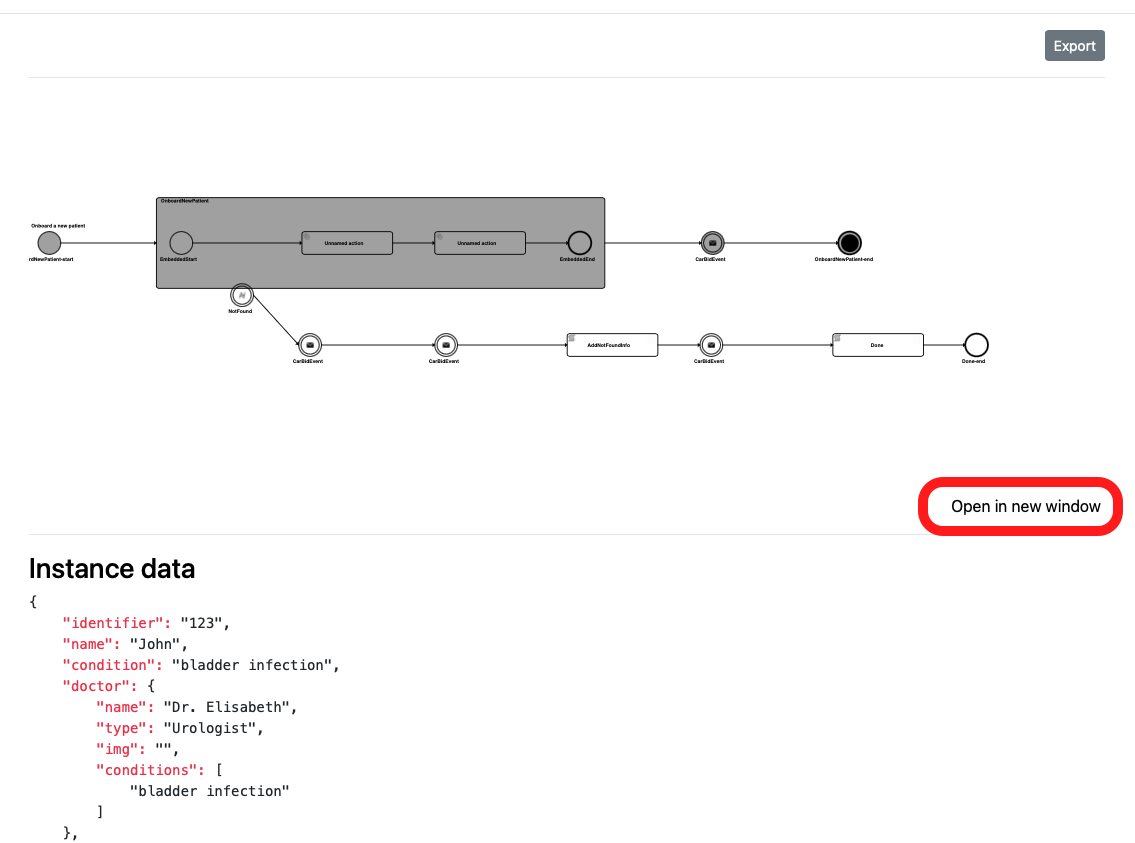 Export
OnboardNewPatient
Onboard a new patient
Unnamed action
Unnamed action
rdNewPatient-start
EmbeddedStart
EmbeddedEnd
CarBidEvent
OnboardNewPatient-end
NotFound
AddNotFoundInfo
Done
CarBidEvent
CarBidEvent
CarBidEvent
Done-end
Open in new window
Instance data
{
"identifier": "123",
"name": "John",
"condition": "bladder infection",
"doctor": {
"name": "Dr. Elisabeth",
"type": "Urologist",
"img": "",
"conditions": [
"bladder infection"
]
},